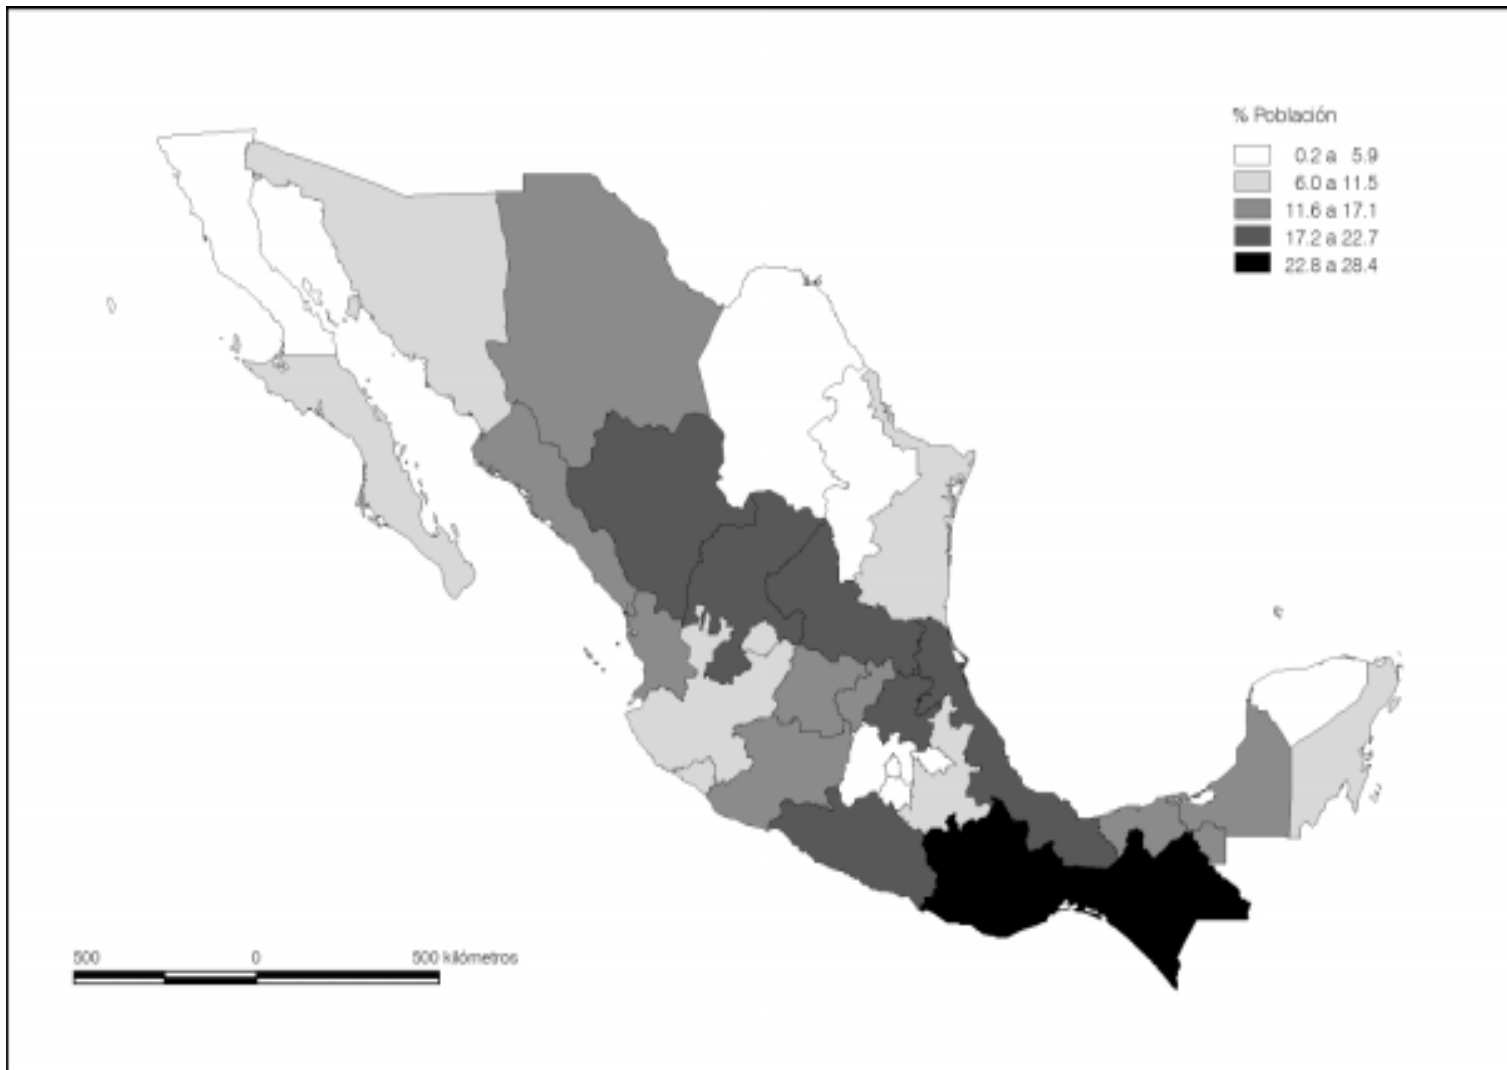 % Población
0.2 a 5.9
6.0 a 11.5
11.6 a 17.1
17.2 a 22.7
22.8 a 28.4
500 0 500 kilómetros